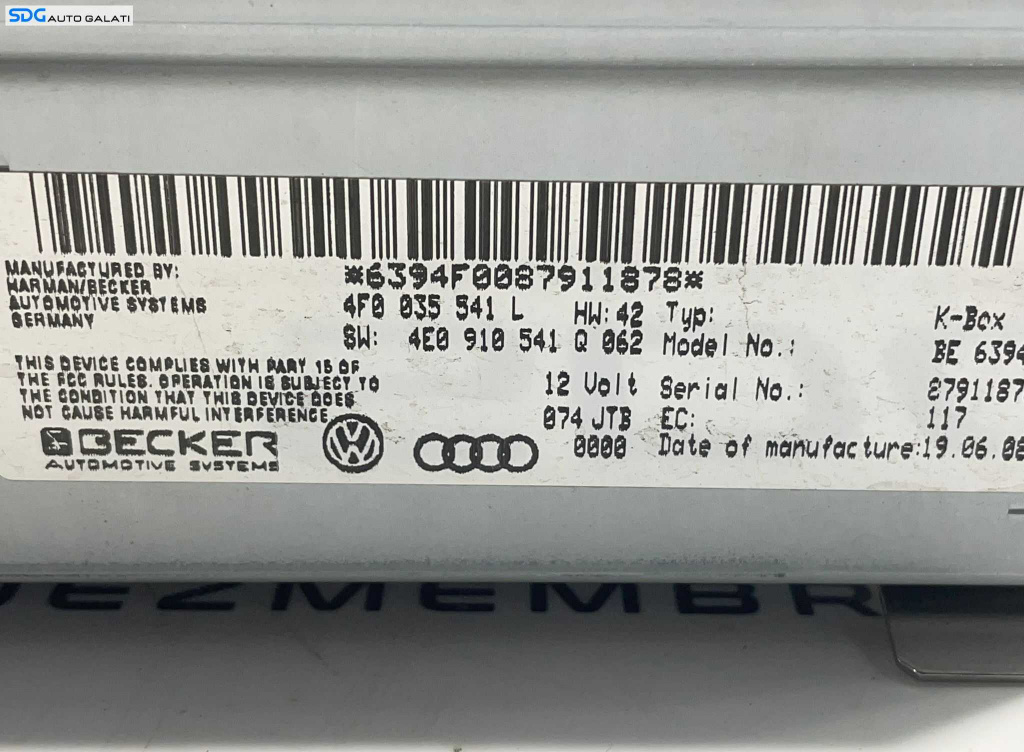 SDG AUTO GALATI
*6394F0087911878*
MANUFACTURED BY:
HARMAN/BECKER
AUTOMOTIVE SYSTEMS
GERMANY
4F0 035 541 L HW: 42 Typ: K-Box
SW: 4E0 910 541 Q 062 Model No.: BE 6394
THIS DEVICE COMPLIES WITH PART 15 OF
THE FCC RULES. OPERATION IS SUBJECT TO
THE CONDITION THAT THIS DEVICE DOES
NOT CAUSE HARMFUL INTERFERENCE
12 Volt Serial No.: 8791187
074 JTB EC: 117
0000 Date of manufacture: 19.06.08
BECKER
AUTOMOTIVE SYSTEMS
VW
DEZMEMBR